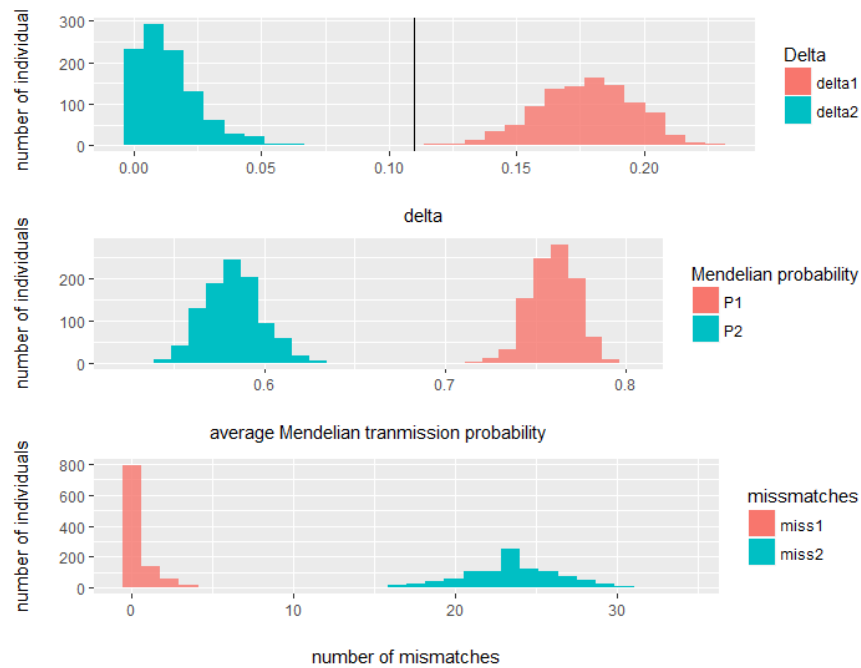 number of individual
300
200
100
0
0.00
0.05
0.10
0.15
0.20
delta
Delta
delta1
delta2
number of individuals
200
100
0
0.6
0.7
0.8
average Mendelian tranmission probability
Mendelian probability
P1
P2
number of individuals
800
600
400
200
0
0
10
20
30
number of mismatches
missmatches
miss1
miss2